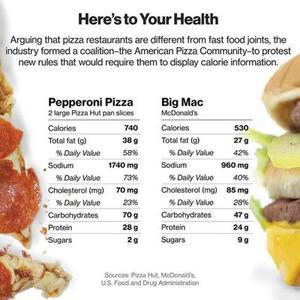 Here's to Your Health
Arguing that pizza restaurants are different from fast food joints, the
industry formed a coalition–the American Pizza Community–to protest
new rules that would require them to display calorie information.
Pepperoni Pizza
2 large Pizza Hut pan slices
Calories 740
Total fat (g) 38 g
% Daily Value 58%
Sodium 1740 mg
% Daily Value 73%
Cholesterol (mg) 70 mg
% Daily Value 23%
Carbohydrates 70 g
Protein 28 g
Sugars 2 g
Big Mac
McDonald's
Calories 530
Total fat (g) 27 g
% Daily Value 42%
Sodium 960 mg
% Daily Value 40%
Cholesterol (mg) 85 mg
% Daily Value 28%
Carbohydrates 47 g
Protein 24 g
Sugars 9 g
Sources: Pizza Hut, McDonald's,
U.S. Food and Drug Administration